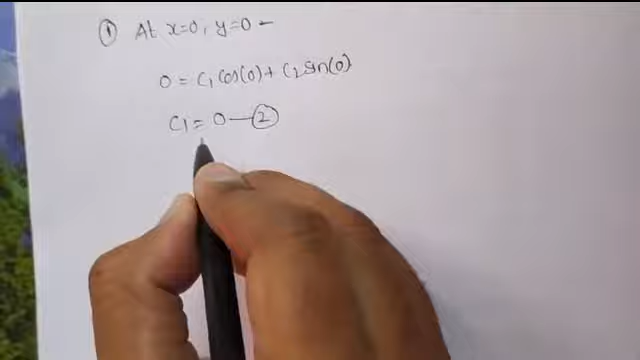 ① At x=0, y=0 -
0 = C₁ cos(0) + C₂ sin(0)
C₁ = 0 — ②